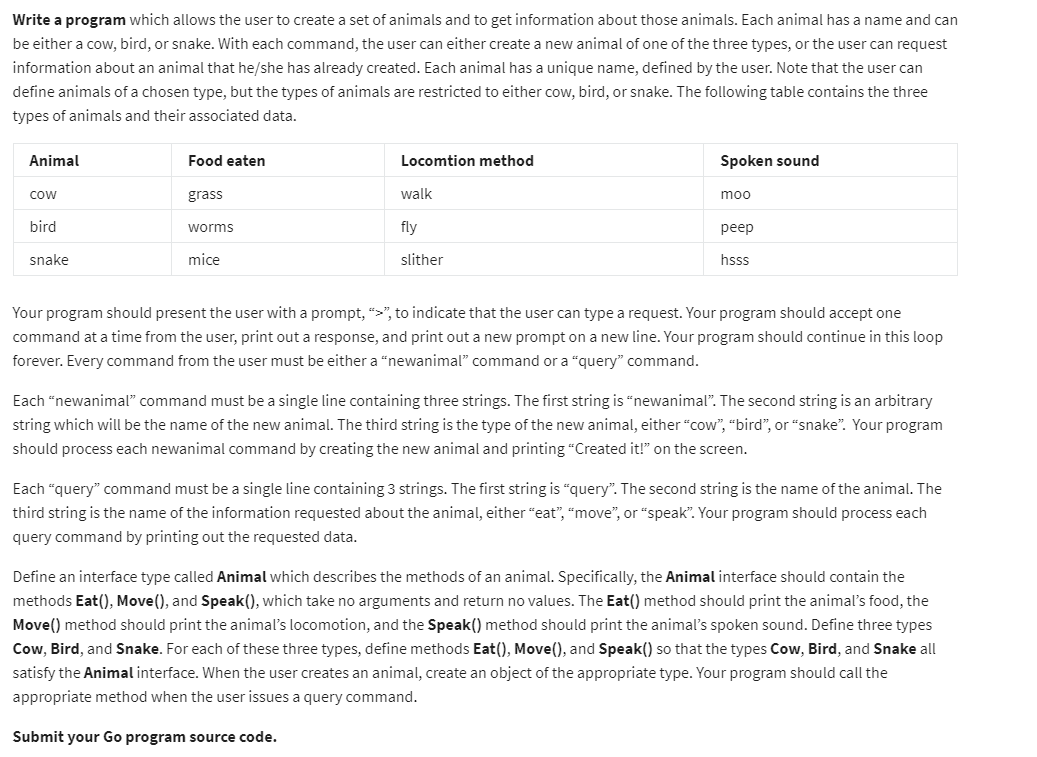 Write a program which allows the user to create a set of animals and to get information about those animals. Each animal has a name and can
be either a cow, bird, or snake. With each command, the user can either create a new animal of one of the three types, or the user can request
information about an animal that he/she has already created. Each animal has a unique name, defined by the user. Note that the user can
define animals of a chosen type, but the types of animals are restricted to either cow, bird, or snake. The following table contains the three
types of animals and their associated data.
Animal Food eaten Locomtion method Spoken sound
cow grass walk moo
bird worms fly peep
snake mice slither hsss
Your program should present the user with a prompt, “>”, to indicate that the user can type a request. Your program should accept one
command at a time from the user, print out a response, and print out a new prompt on a new line. Your program should continue in this loop
forever. Every command from the user must be either a “newanimal” command or a “query” command.
Each “newanimal” command must be a single line containing three strings. The first string is “newanimal”. The second string is an arbitrary
string which will be the name of the new animal. The third string is the type of the new animal, either “cow”, “bird”, or “snake”. Your program
should process each newanimal command by creating the new animal and printing “Created it!” on the screen.
Each “query” command must be a single line containing 3 strings. The first string is “query”. The second string is the name of the animal. The
third string is the name of the information requested about the animal, either “eat”, “move”, or “speak”. Your program should process each
query command by printing out the requested data.
Define an interface type called Animal which describes the methods of an animal. Specifically, the Animal interface should contain the
methods Eat(), Move(), and Speak(), which take no arguments and return no values. The Eat() method should print the animal’s food, the
Move() method should print the animal’s locomotion, and the Speak() method should print the animal’s spoken sound. Define three types
Cow, Bird, and Snake. For each of these three types, define methods Eat(), Move(), and Speak() so that the types Cow, Bird, and Snake all
satisfy the Animal interface. When the user creates an animal, create an object of the appropriate type. Your program should call the
appropriate method when the user issues a query command.
Submit your Go program source code.